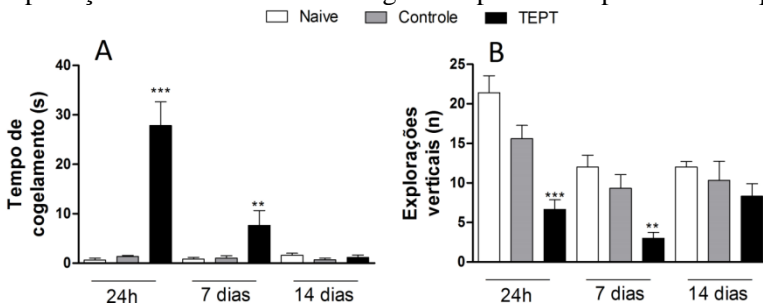 Naive Controle TEPT
A
Tempo de
cogelamento (s)
40
30
20
10
0
***
**
24h 7 dias 14 dias
B
Explorações
verticais (n)
25
20
15
10
5
0
***
**
24h 7 dias 14 dias